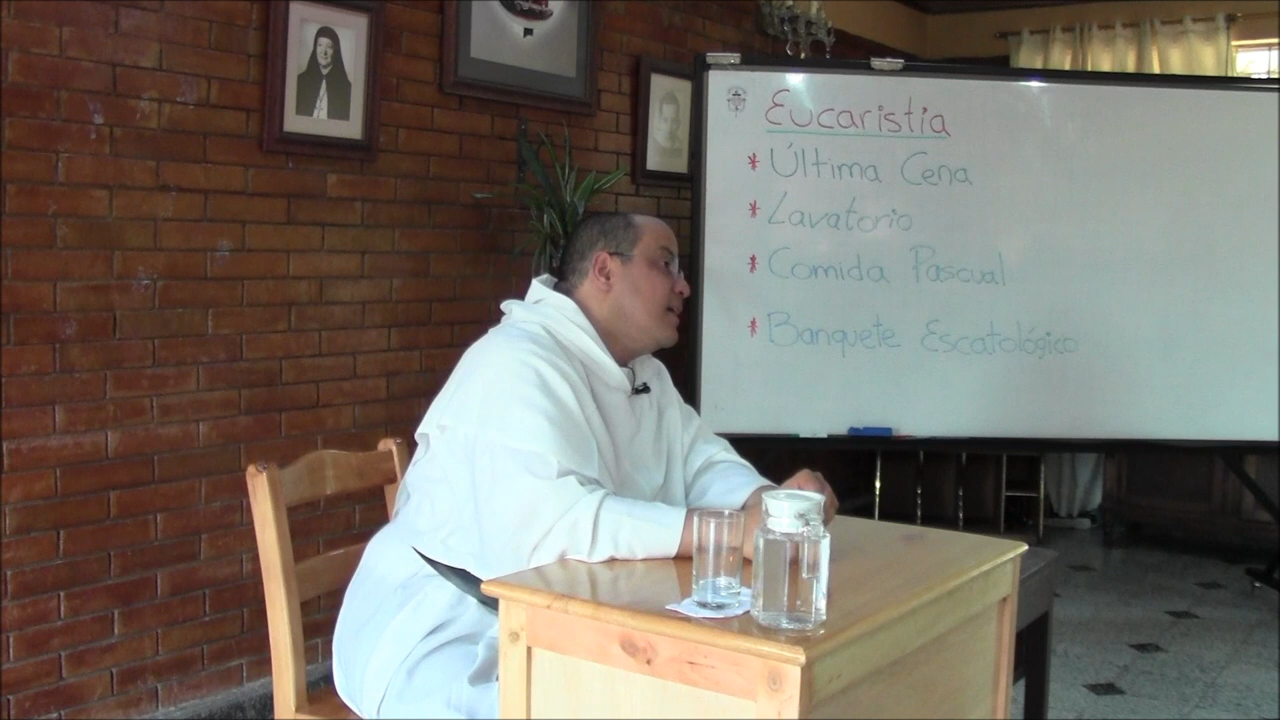 Eucaristía
* Última Cena
* Lavatorio
* Comida Pascual
* Banquete Escatológico